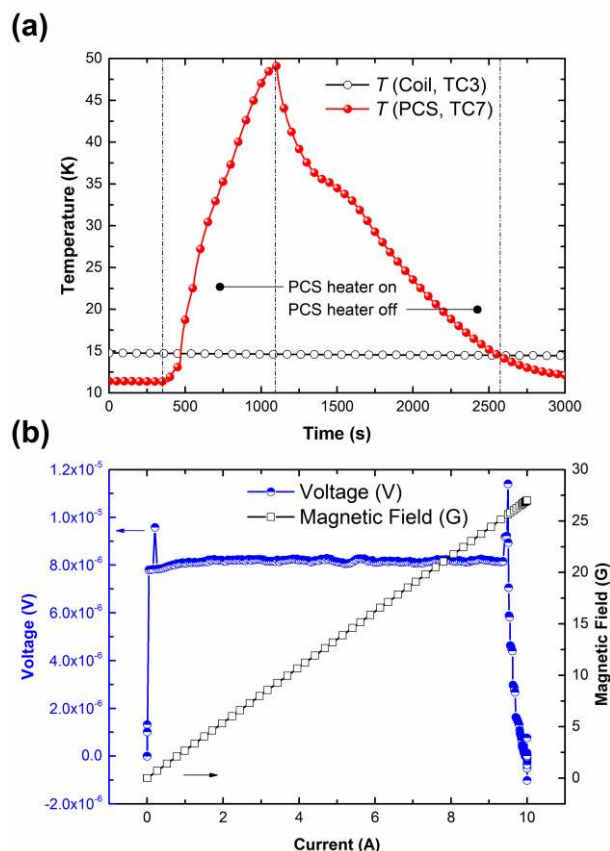 (a)
50
45
40
35
30
25
20
15
10
Temperature (K)
T (Coil, TC3)
T (PCS, TC7)
PCS heater on
PCS heater off
0 500 1000 1500 2000 2500 3000
Time (s)
(b)
1.2x10⁻⁵
1.0x10⁻⁵
8.0x10⁻⁶
6.0x10⁻⁶
4.0x10⁻⁶
2.0x10⁻⁶
0.0
-2.0x10⁻⁶
Voltage (V)
Voltage (V)
Magnetic Field (G)
30
25
20
15
10
5
0
Magnetic Field (G)
0 2 4 6 8 10
Current (A)